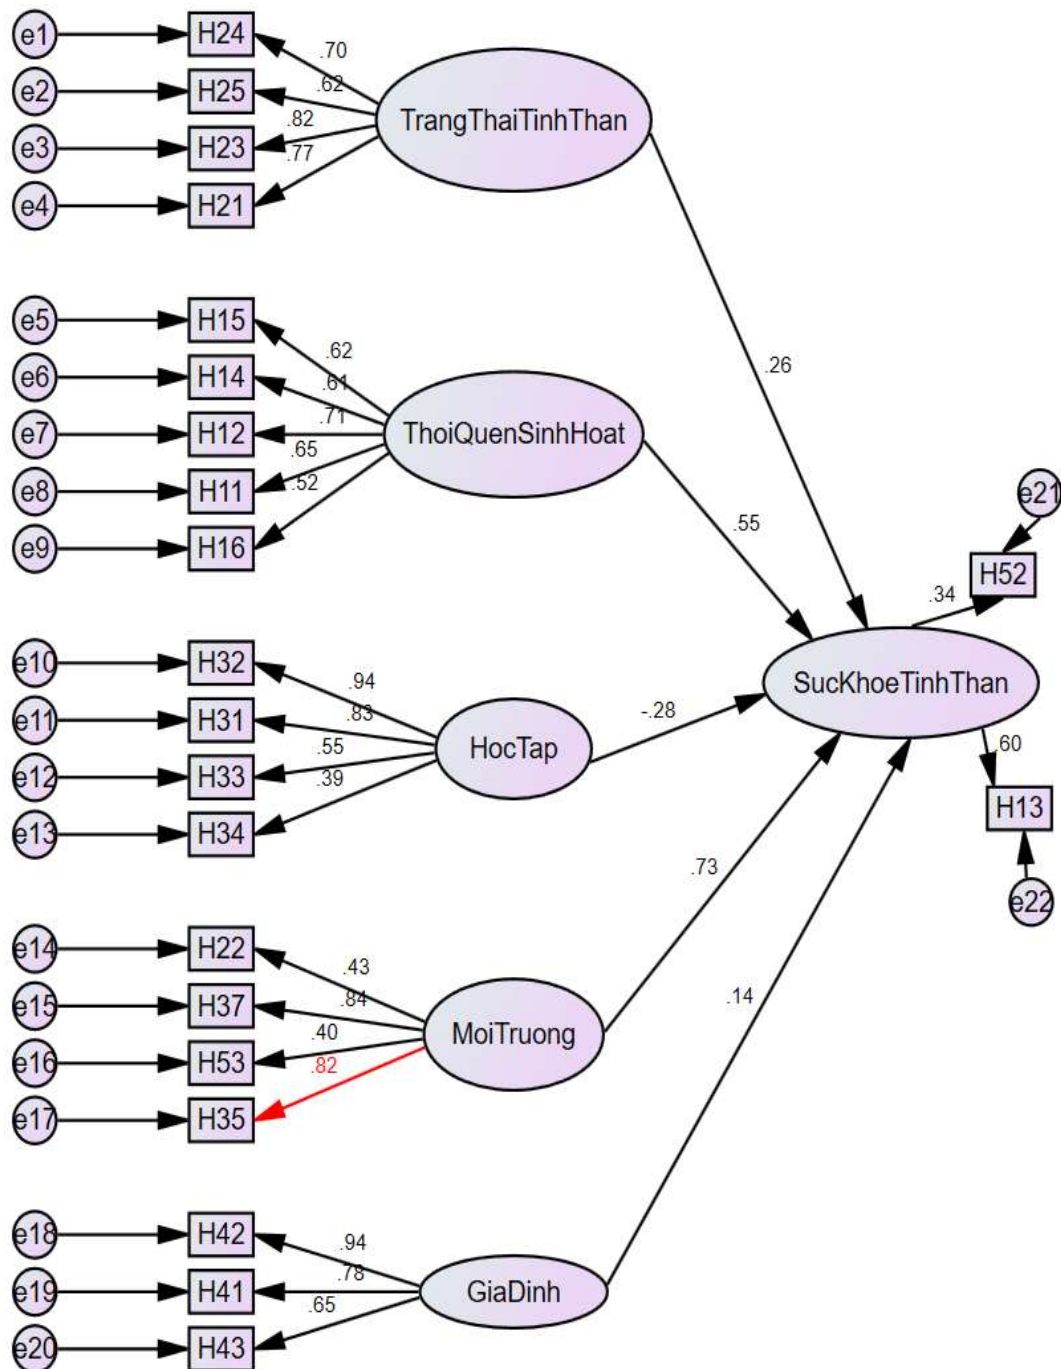 e1
H24
.70
e2
H25
.62
e3
H23
.82
e4
H21
.77
TrangThaiTinhThan
.26
e5
H15
.62
e6
H14
.61
e7
H12
.71
e8
H11
.65
e9
H16
.52
ThoiQuenSinhHoat
.55
e10
H32
.94
e11
H31
.83
e12
H33
.55
e13
H34
.39
HocTap
-.28
e14
H22
.43
e15
H37
.84
e16
H53
.40
e17
H35
.82
MoiTruong
.73
e18
H42
.94
e19
H41
.78
e20
H43
.65
GiaDinh
.14
e21
H52
.34
SucKhoeTinhThan
.60
H13
e22